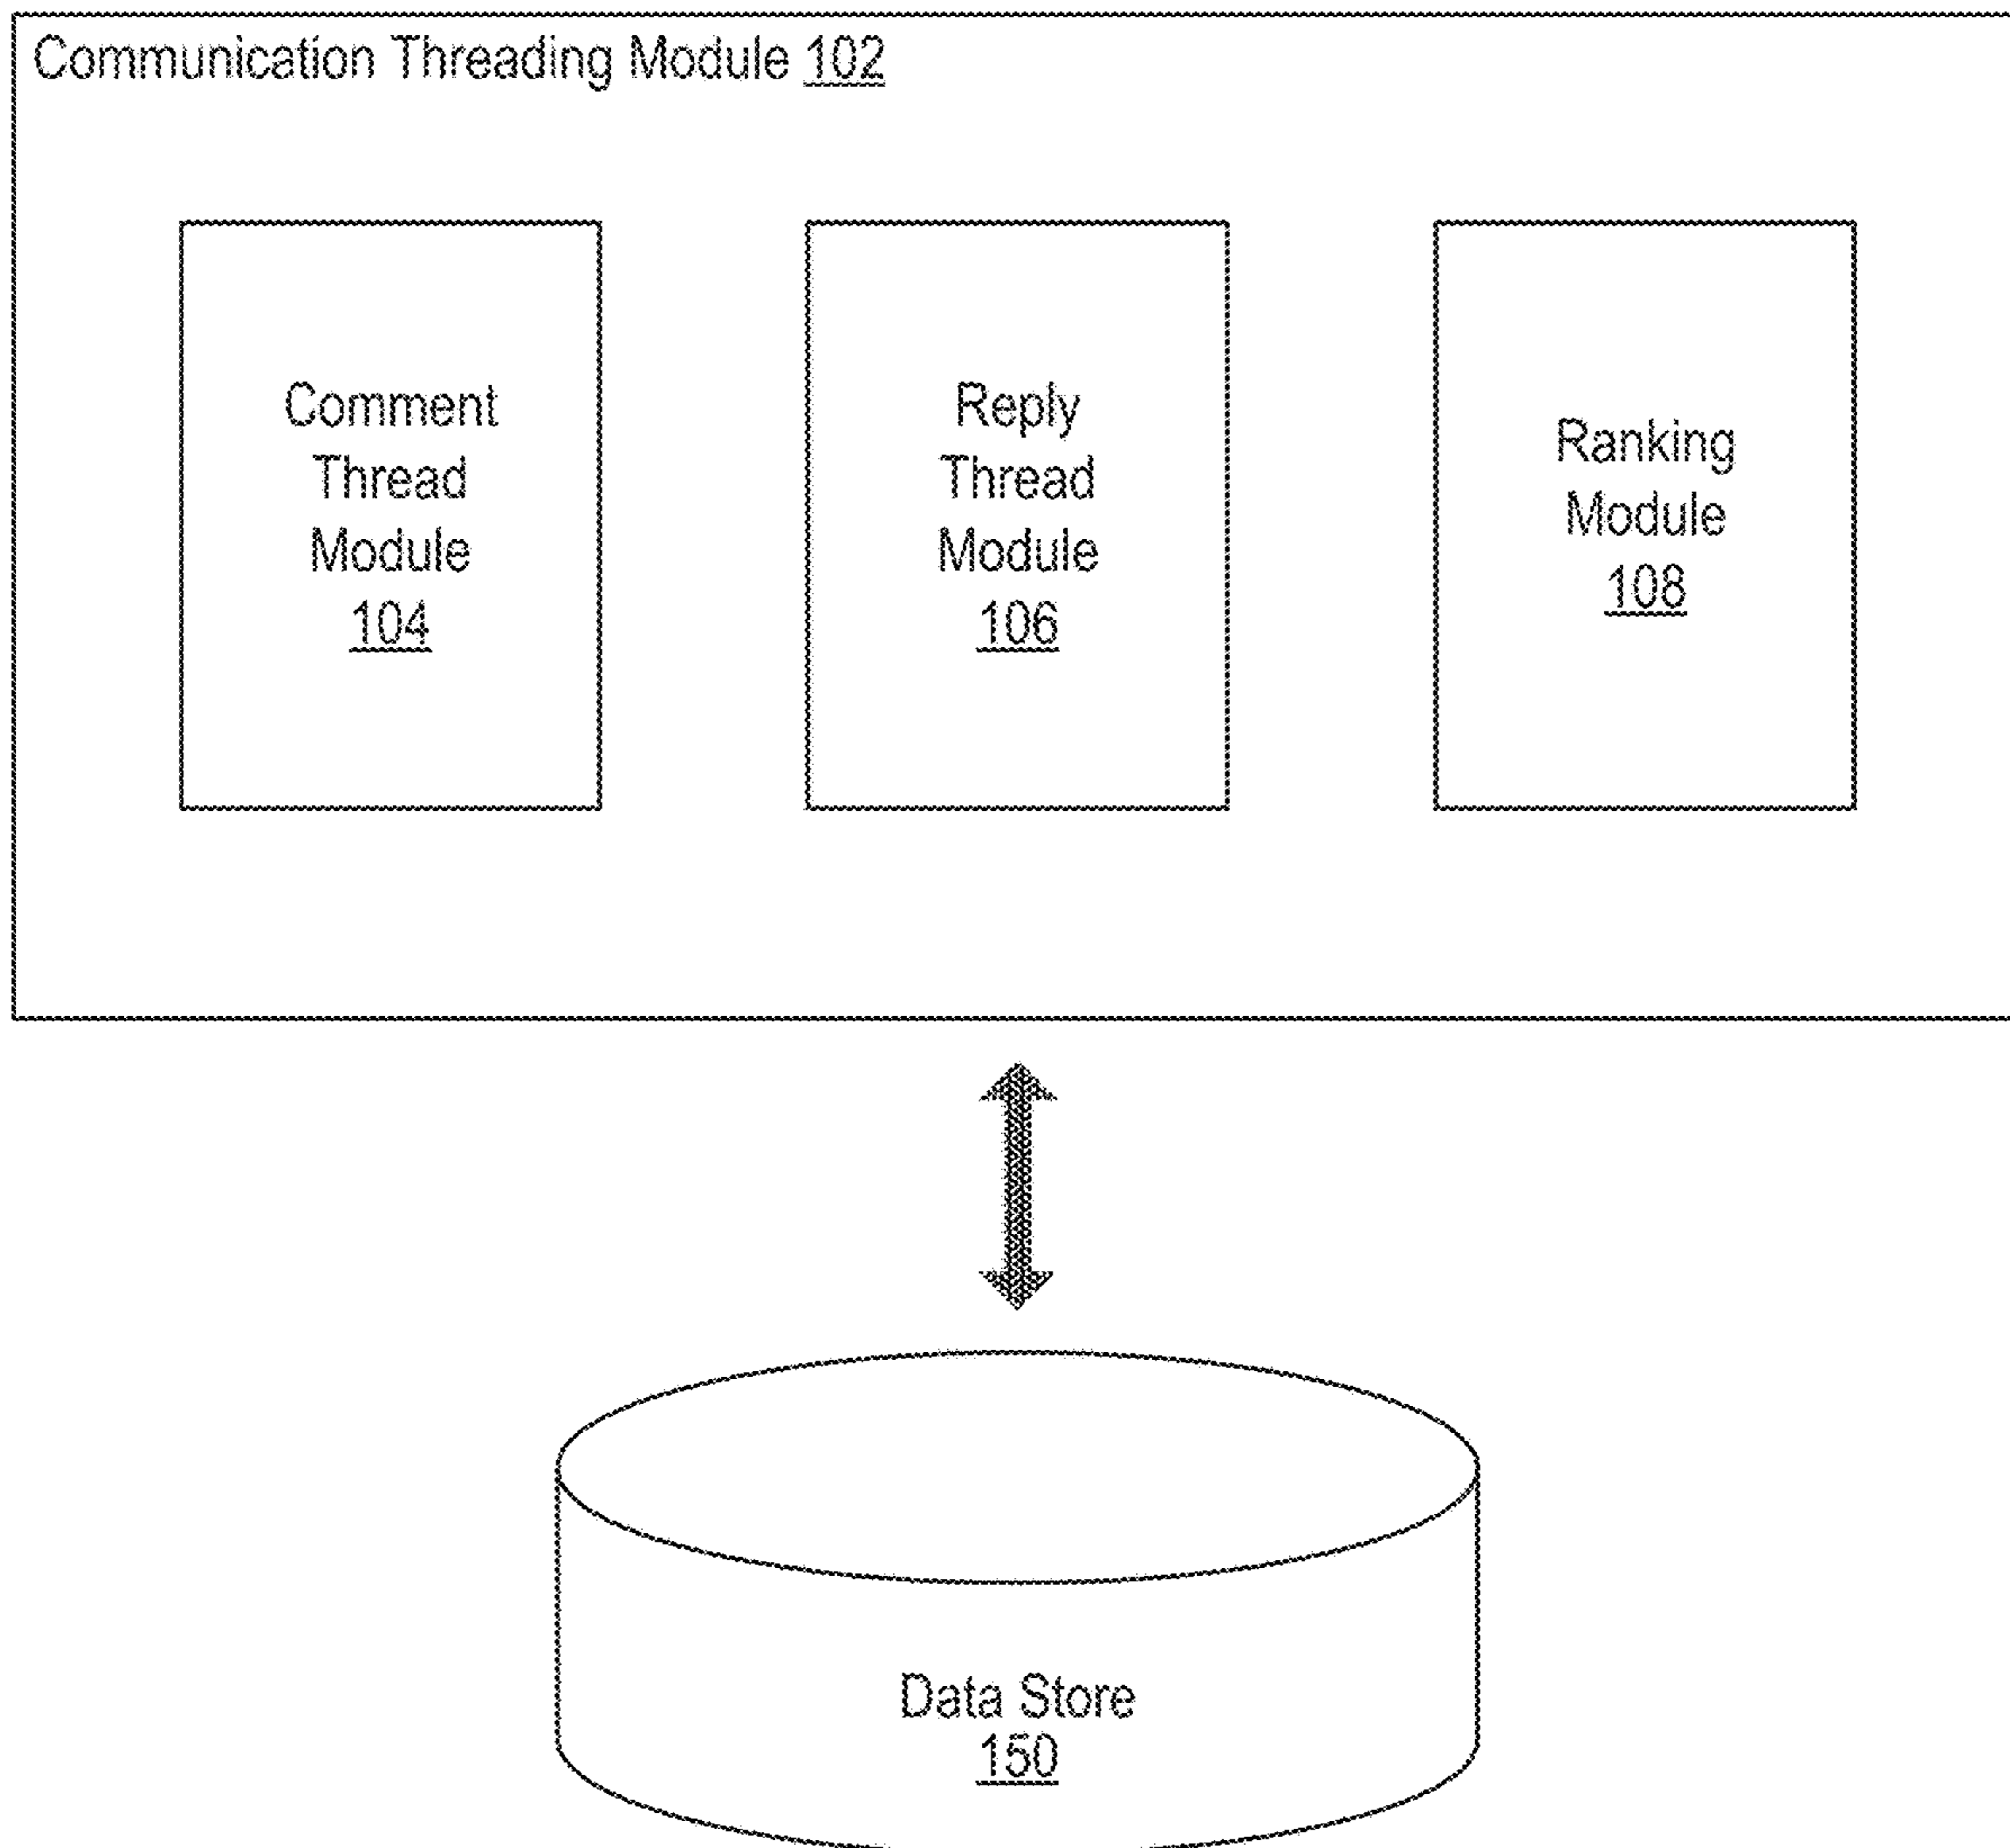 Communication Threading Module 102
Comment
Thread
Module
104
Reply
Thread
Module
106
Ranking
Module
108
Data Store
150